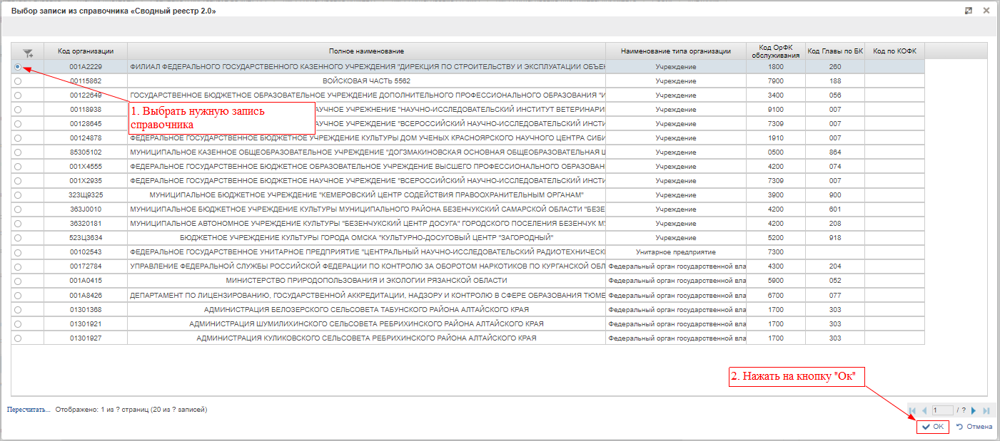 Выбор записи из справочника «Сводный реестр 2.0»
Код организации Полное наименование Наименование типа организации Код ОрФК обслуживания Код Главы по БК Код по КОФК
001А2229 ФИЛИАЛ ФЕДЕРАЛЬНОГО ГОСУДАРСТВЕННОГО КАЗЕННОГО УЧРЕЖДЕНИЯ "ДИРЕКЦИЯ ПО СТРОИТЕЛЬСТВУ И ЭКСПЛУАТАЦИИ ОБЪЕК Учреждение 1800 260
00115862 ВОЙСКОВАЯ ЧАСТЬ 5562 Учреждение 7900 188
00122649 ГОСУДАРСТВЕННОЕ БЮДЖЕТНОЕ ОБРАЗОВАТЕЛЬНОЕ УЧРЕЖДЕНИЕ ДОПОЛНИТЕЛЬНОГО ПРОФЕССИОНАЛЬНОГО ОБРАЗОВАНИЯ "И Учреждение 3400 056
00118938 АУЧНОЕ УЧРЕЖНЕНИЕ "НАУЧНО-ИССЛЕДОВАТЕЛЬСКИЙ ИНСТИТУТ ВЕТЕРИНАРИ Учреждение 9100 007
1. Выбрать нужную запись
справочника
00128645 АУЧНОЕ УЧРЕЖДЕНИЕ "ВСЕРОССИЙСКИЙ НАУЧНО-ИССЛЕДОВАТЕЛЬСКИЙ ИНСТИ Учреждение 7309 007
00124878 ФЕДЕРАЛЬНОЕ ГОСУДАРСТВЕННОЕ БЮДЖЕТНОЕ УЧРЕЖДЕНИЕ КУЛЬТУРЫ ДОМ УЧЕНЫХ КРАСНОЯРСКОГО НАУЧНОГО ЦЕНТРА СИБИ Учреждение 1910 007
85305102 МУНИЦИПАЛЬНОЕ КАЗЕННОЕ ОБЩЕОБРАЗОВАТЕЛЬНОЕ УЧРЕЖДЕНИЕ "ДОГЗМАКИНОВСКАЯ ОСНОВНАЯ ОБЩЕОБРАЗОВАТЕЛЬНАЯ Ш Учреждение 0500 864
001Х4555 ФЕДЕРАЛЬНОЕ ГОСУДАРСТВЕННОЕ БЮДЖЕТНОЕ ОБРАЗОВАТЕЛЬНОЕ УЧРЕЖДЕНИЕ ВЫСШЕГО ПРОФЕССИОНАЛЬНОГО ОБРАЗОВАН Учреждение 4200 074
001Х2935 ФЕДЕРАЛЬНОЕ ГОСУДАРСТВЕННОЕ БЮДЖЕТНОЕ НАУЧНОЕ УЧРЕЖДЕНИЕ "ВСЕРОССИЙСКИЙ НАУЧНО-ИССЛЕДОВАТЕЛЬСКИЙ ИНСТИ Учреждение 7309 007
323Щ9325 МУНИЦИПАЛЬНОЕ БЮДЖЕТНОЕ УЧРЕЖДЕНИЕ "КЕМЕРОВСКИЙ ЦЕНТР СОДЕЙСТВИЯ ПРАВООХРАНИТЕЛЬНЫМ ОРГАНАМ" Учреждение 3900 900
363J0010 МУНИЦИПАЛЬНОЕ БЮДЖЕТНОЕ УЧРЕЖДЕНИЕ КУЛЬТУРЫ МУНИЦИПАЛЬНОГО РАЙОНА БЕЗЕНЧУКСКИЙ САМАРСКОЙ ОБЛАСТИ "БЕЗЕ Учреждение 4200 601
36320181 МУНИЦИПАЛЬНОЕ АВТОНОМНОЕ УЧРЕЖДЕНИЕ КУЛЬТУРЫ "БЕЗЕНЧУКСКИЙ ЦЕНТР ДОСУГА" ГОРОДСКОГО ПОСЕЛЕНИЯ БЕЗЕНЧУК МУ Учреждение 4200 208
523Ц3634 БЮДЖЕТНОЕ УЧРЕЖДЕНИЕ КУЛЬТУРЫ ГОРОДА ОМСКА "КУЛЬТУРНО-ДОСУГОВЫЙ ЦЕНТР "ЗАГОРОДНЫЙ" Учреждение 5200 918
00102543 ФЕДЕРАЛЬНОЕ ГОСУДАРСТВЕННОЕ УНИТАРНОЕ ПРЕДПРИЯТИЕ "ЦЕНТРАЛЬНЫЙ НАУЧНО-ИССЛЕДОВАТЕЛЬСКИЙ РАДИОТЕХНИЧЕСК Унитарное предприятие 7300
00172784 УПРАВЛЕНИЕ ФЕДЕРАЛЬНОЙ СЛУЖБЫ РОССИЙСКОЙ ФЕДЕРАЦИИ ПО КОНТРОЛЮ ЗА ОБОРОТОМ НАРКОТИКОВ ПО КУРГАНСКОЙ ОБЛ Федеральный орган государственной вла 4300 204
001А0415 МИНИСТЕРСТВО ПРИРОДОПОЛЬЗОВАНИЯ И ЭКОЛОГИИ РЯЗАНСКОЙ ОБЛАСТИ Федеральный орган государственной вла 5900 052
001А8426 ДЕПАРТАМЕНТ ПО ЛИЦЕНЗИРОВАНИЮ, ГОСУДАРСТВЕННОЙ АККРЕДИТАЦИИ, НАДЗОРУ И КОНТРОЛЮ В СФЕРЕ ОБРАЗОВАНИЯ ТЮМЕ Федеральный орган государственной вла 6700 077
01301368 АДМИНИСТРАЦИЯ БЕЛОЗЕРСКОГО СЕЛЬСОВЕТА ТАБУНСКОГО РАЙОНА АЛТАЙСКОГО КРАЯ Федеральный орган государственной вла 1700 303
01301921 АДМИНИСТРАЦИЯ ШУМИЛИХИНСКОГО СЕЛЬСОВЕТА РЕБРИХИНСКОГО РАЙОНА АЛТАЙСКОГО КРАЯ Федеральный орган государственной вла 1700 303
01301927 АДМИНИСТРАЦИЯ КУЛИКОВСКОГО СЕЛЬСОВЕТА РЕБРИХИНСКОГО РАЙОНА АЛТАЙСКОГО КРАЯ Федеральный орган государственной вла 1700 303
2. Нажать на кнопку "Ок"
Пересчитать... Отображено: 1 из ? страниц (20 из ? записей) 1 / ?
ОК Отмена